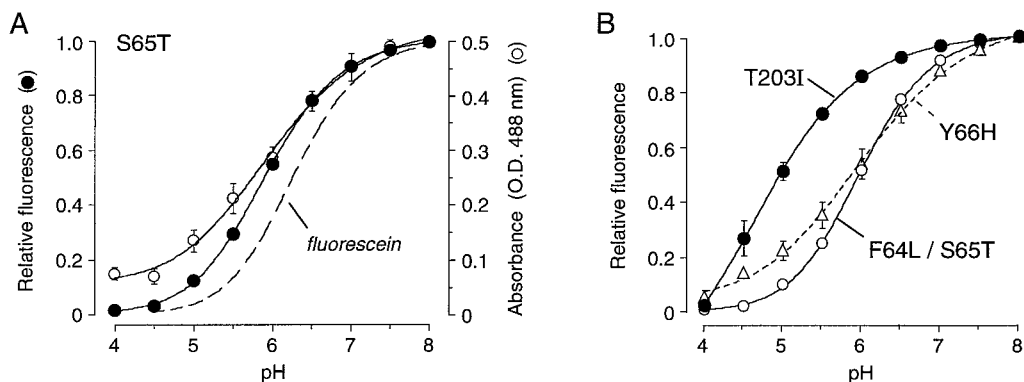 A
S65T
Relative fluorescence (●)
1.0
0.8
0.6
0.4
0.2
0
fluorescein
0.5
0.4
0.3
0.2
0.1
0
Absorbance (O.D. 488 nm) (○)
4 5 6 7 8
pH
B
Relative fluorescence
1.0
0.8
0.6
0.4
0.2
0
T203I
Y66H
F64L / S65T
4 5 6 7 8
pH